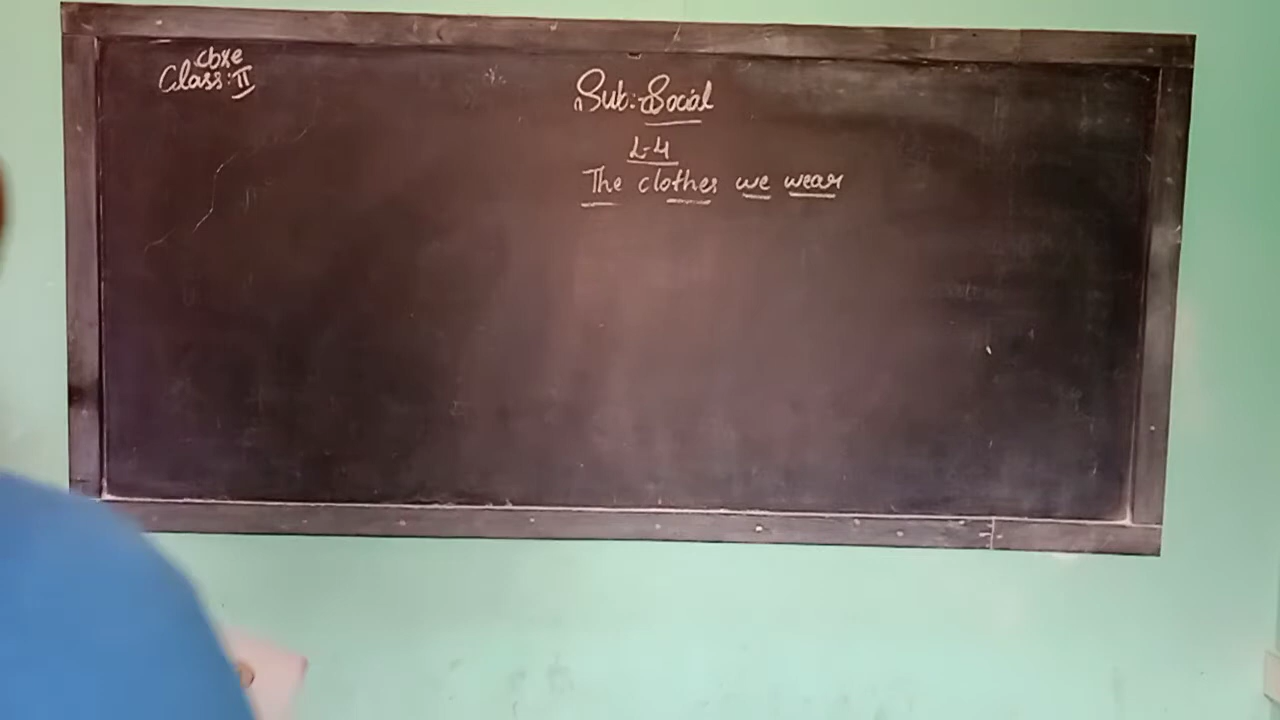 cbse
Class:II
Sub:-Social
L-4
The clothes we wear